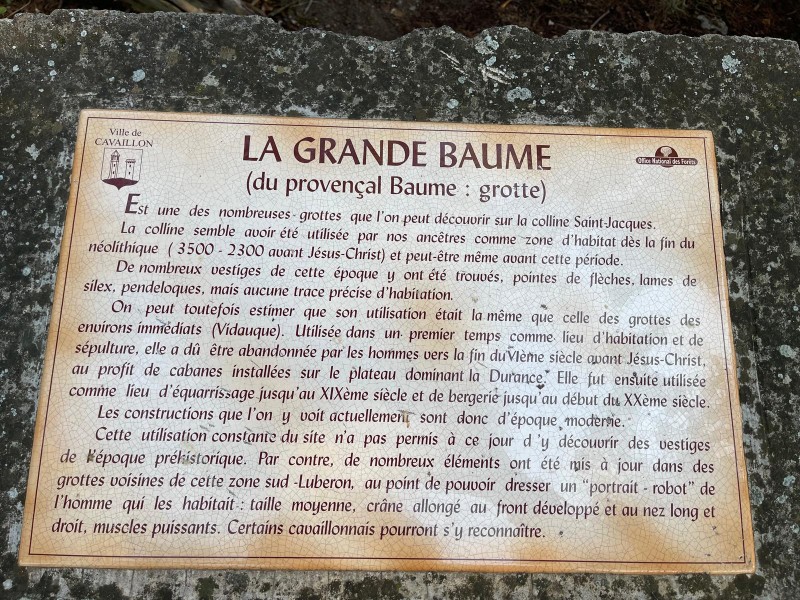 Ville de
CAVAILLON
LA GRANDE BAUME
Office National des Forêts
(du provençal Baume : grotte)
Est une des nombreuses grottes que l'on peut découvrir sur la colline Saint-Jacques.
La colline semble avoir été utilisée par nos ancêtres comme zone d'habitat dès la fin du
néolithique ( 3500 - 2300 avant Jésus-Christ) et peut-être même avant cette période.
De nombreux vestiges de cette époque y ont été trouvés, pointes de flèches, lames de
silex, pendeloques, mais aucune trace précise d'habitation.
On peut toutefois estimer que son utilisation était la même que celle des grottes des
environs immédiats (Vidauque). Utilisée dans un premier temps comme lieu d'habitation et de
sépulture, elle a dû être abandonnée par les hommes vers la fin du VIème siècle avant Jésus-Christ,
au profit de cabanes installées sur le plateau dominant la Durance. Elle fut ensuite utilisée
comme lieu d'équarrissage jusqu'au XIXème siècle et de bergerie jusqu'au début du XXème siècle.
Les constructions que l'on y voit actuellement sont donc d'époque moderne.
Cette utilisation constante du site n'a pas permis à ce jour d'y découvrir des vestiges
de l'époque préhistorique. Par contre, de nombreux éléments ont été mis à jour dans des
grottes voisines de cette zone sud -Luberon, au point de pouvoir dresser un "portrait - robot" de
l'homme qui les habitait : taille moyenne, crâne allongé au front développé et au nez long et
droit, muscles puissants. Certains cavaillonnais pourront s'y reconnaître.